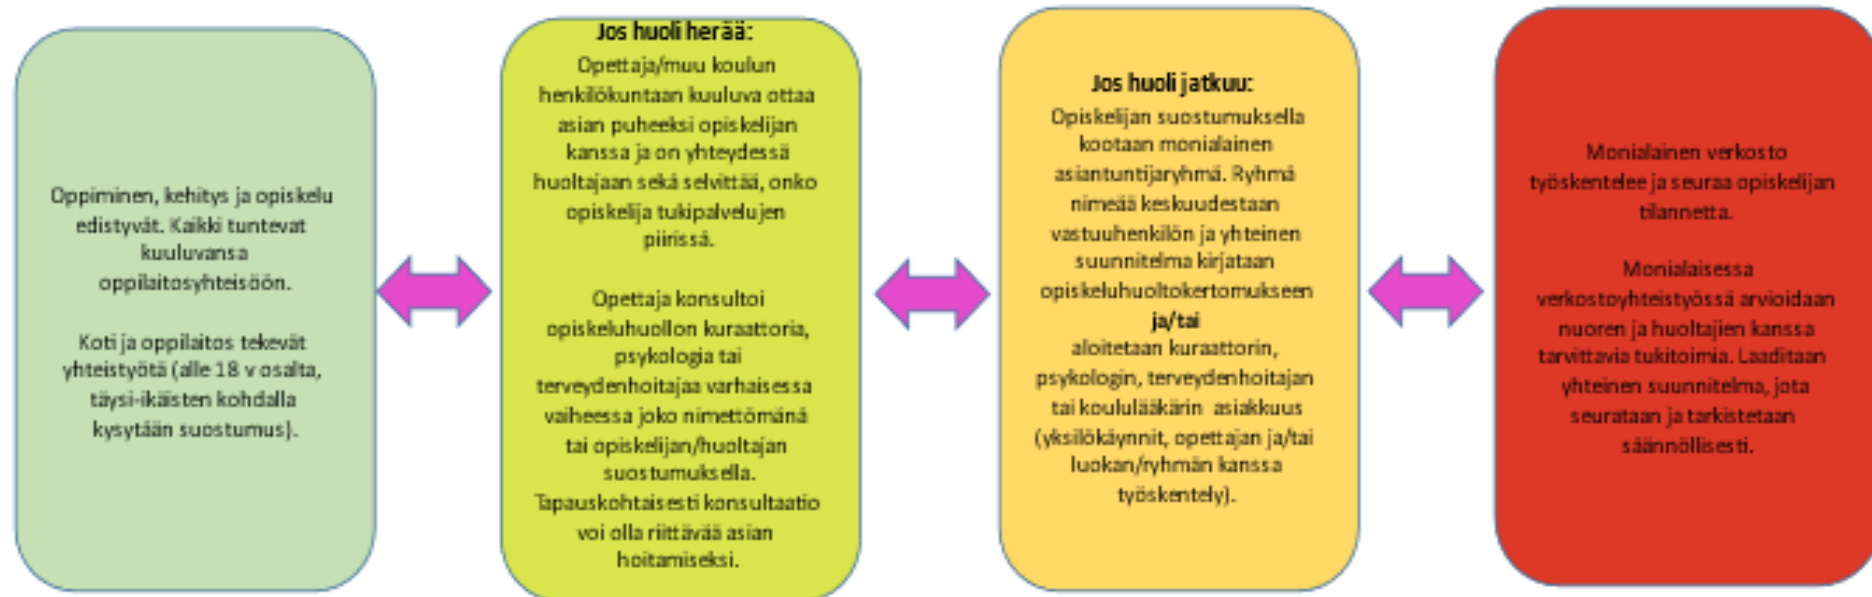 Oppiminen, kehitys ja opiskelu
edistyvät. Kaikki tuntevat
kuuluvansa
oppilaitosyhteisöön.
Koti ja oppilaitos tekevät
yhteistyötä (alle 18 v osalta,
täysi-ikäisten kohdalla
kysytään suostumus).
Jos huoli herää:
Opettaja/muu koulun
henkilökuntaan kuuluva ottaa
asian puheeksi opiskelijan
kanssa ja on yhteydessä
huoltajaan sekä selvittää, onko
opiskelija tukipalvelujen
piirissä.
Opettaja konsultoi
opiskeluhuollon kuraattoria,
psykologia tai
terveydenhoitajaa varhaisessa
vaiheessa joko nimettömänä
tai opiskelijan/huoltajan
suostumuksella.
Tapauskohtaisesti konsultaatio
voi olla riittävää asian
hoitamiseksi.
Jos huoli jatkuu:
Opiskelijan suostumuksella
kootaan monialainen
asiantuntijaryhmä. Ryhmä
nimeää keskuudestaan
vastuuhenkilön ja yhteinen
suunnitelma kirjataan
opiskeluhuoltokertomukseen
ja/tai
aloitetaan kuraattorin,
psykologin, terveydenhoitajan
tai koululääkärin asiakkuus
(yksilökäynnit, opettajan ja/tai
luokan/ryhmän kanssa
työskentely).
Monialainen verkosto
työskentelee ja seuraa opiskelijan
tilannetta.
Monialaisessa
verkostoyhteistyössä arvioidaan
nuoren ja huoltajien kanssa
tarvittavia tukitoimia. Laaditaan
yhteinen suunnitelma, jota
seurataan ja tarkistetaan
säännöllisesti.